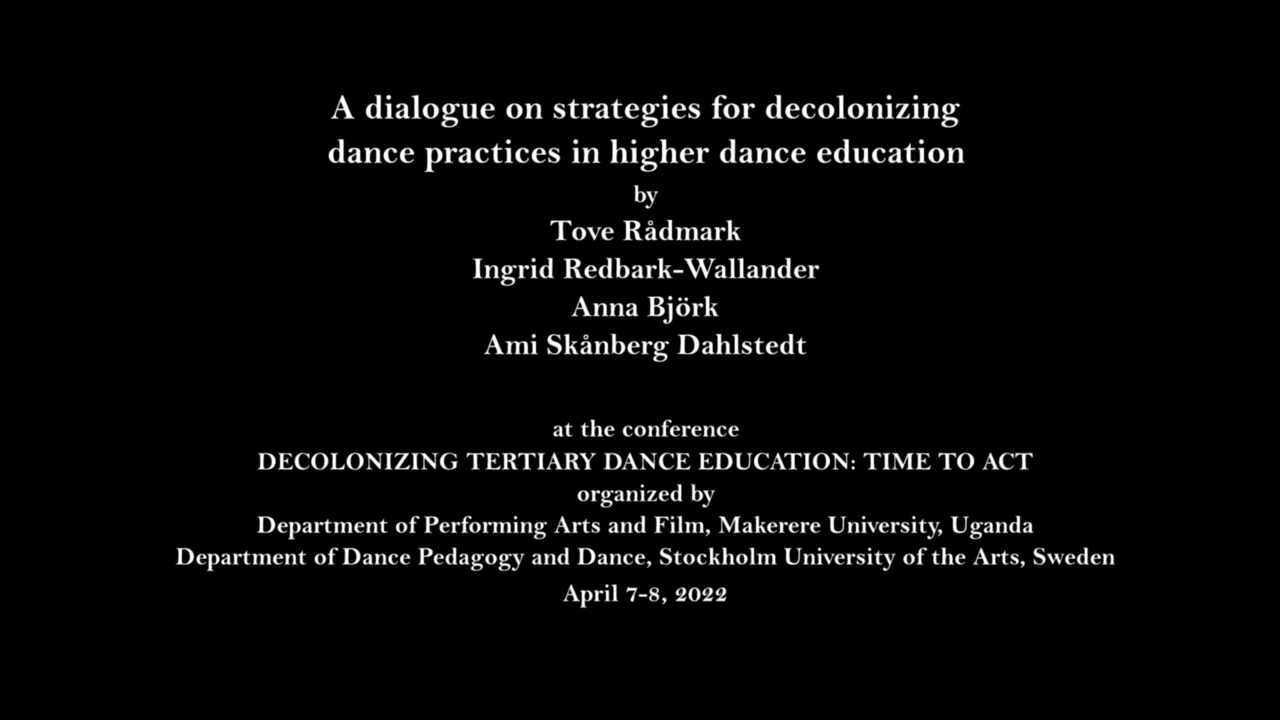 A dialogue on strategies for decolonizing
dance practices in higher dance education
by
Tove Rådmark
Ingrid Redbark-Wallander
Anna Björk
Ami Skånberg Dahlstedt
at the conference
DECOLONIZING TERTIARY DANCE EDUCATION: TIME TO ACT
organized by
Department of Performing Arts and Film, Makerere University, Uganda
Department of Dance Pedagogy and Dance, Stockholm University of the Arts, Sweden
April 7-8, 2022